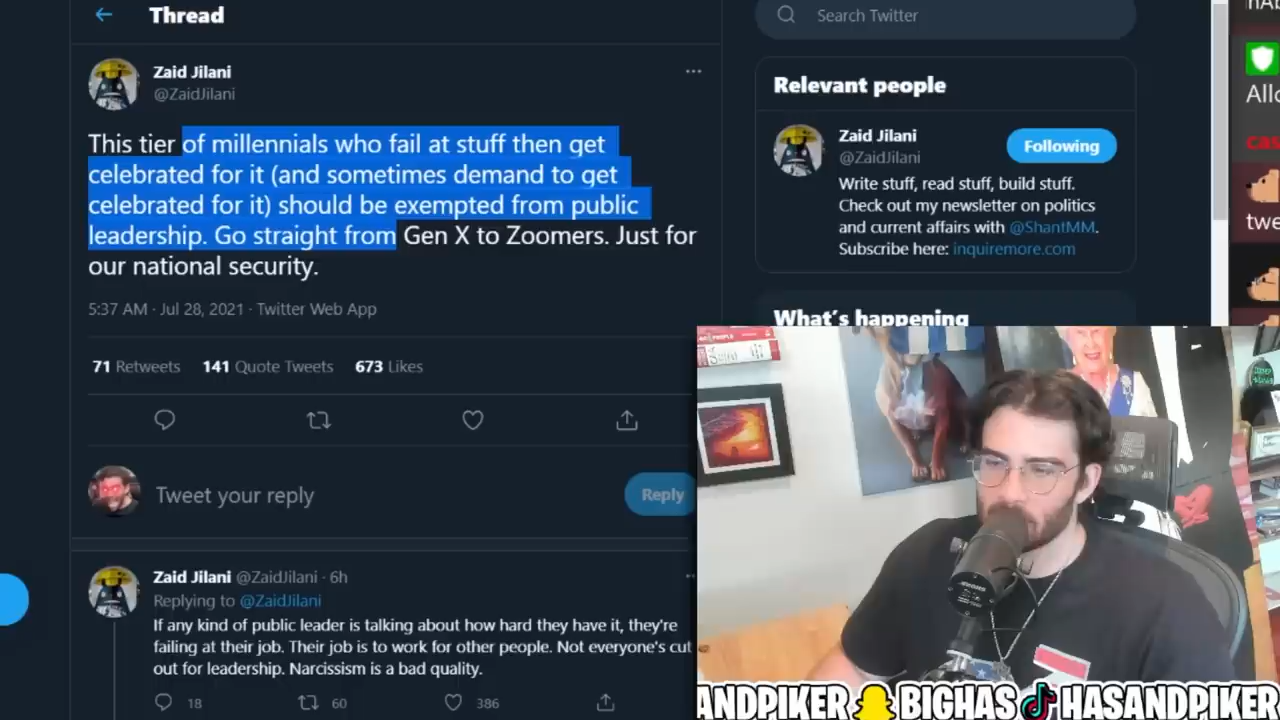 Thread
Search Twitter
Zaid Jilani
@ZaidJilani
This tier of millennials who fail at stuff then get
celebrated for it (and sometimes demand to get
celebrated for it) should be exempted from public
leadership. Go straight from Gen X to Zoomers. Just for
our national security.
5:37 AM · Jul 28, 2021 · Twitter Web App
71 Retweets 141 Quote Tweets 673 Likes
Tweet your reply
Reply
Zaid Jilani @ZaidJilani · 6h
Replying to @ZaidJilani
If any kind of public leader is talking about how hard they have it, they're
failing at their job. Their job is to work for other people. Not everyone's cut
out for leadership. Narcissism is a bad quality.
18 60 386
Relevant people
Zaid Jilani
@ZaidJilani
Following
Write stuff, read stuff, build stuff.
Check out my newsletter on politics
and current affairs with @ShantMM.
Subscribe here: inquiremore.com
What's happening
Allo
cas
twe
ANDPIKER BIGHAS HASANDPIKER